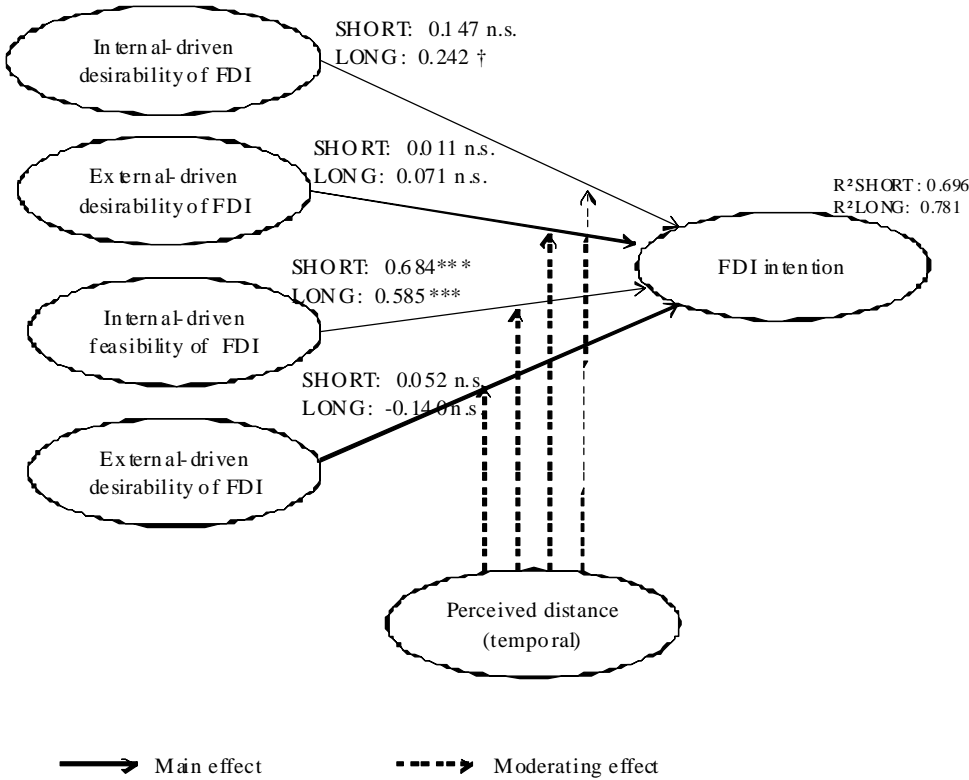 SHORT: 0.147 n.s.
LONG: 0.242 †
Internal-driven
desirability of FDI
SHORT: 0.011 n.s.
LONG: 0.071 n.s.
External-driven
desirability of FDI
R²SHORT: 0.696
R²LONG: 0.781
FDI intention
SHORT: 0.684***
LONG: 0.585***
Internal-driven
feasibility of FDI
SHORT: 0.052 n.s.
LONG: -0.140 n.s.
External-driven
desirability of FDI
Perceived distance
(temporal)
Main effect
Moderating effect